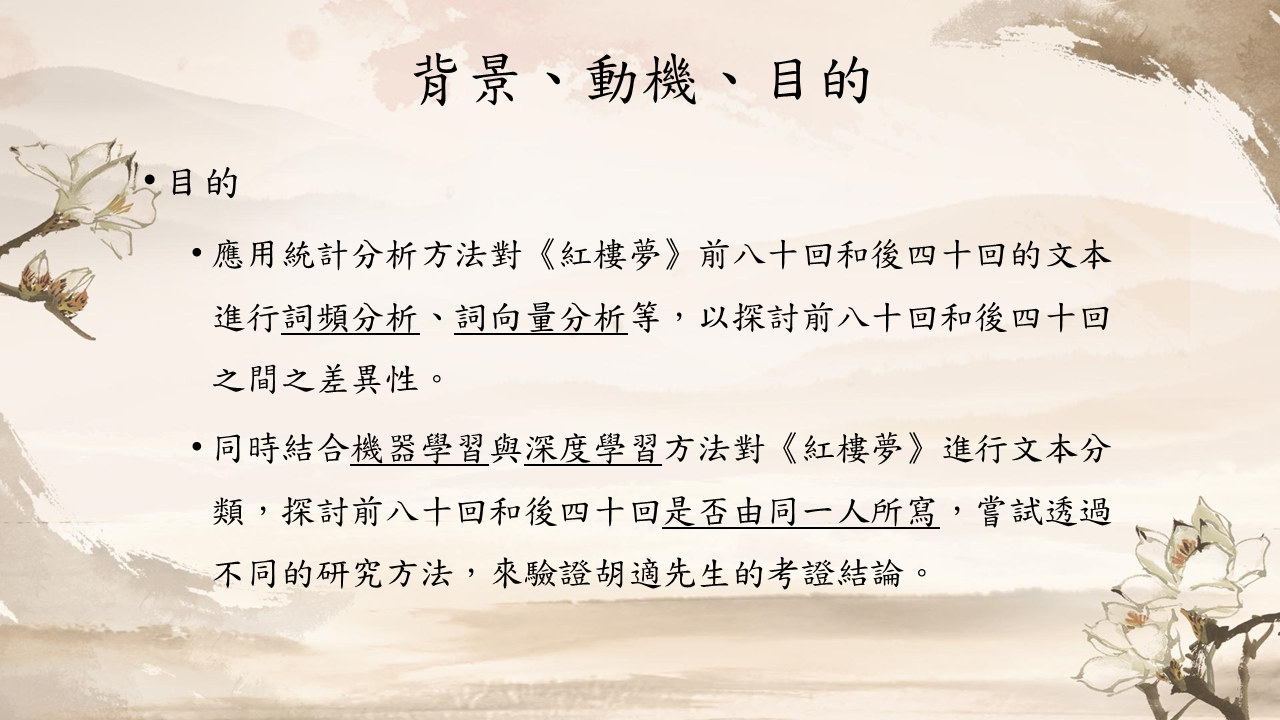 背景、動機、目的
• 目的
• 應用統計分析方法對《紅樓夢》前八十回和後四十回的文本
進行詞頻分析、詞向量分析等，以探討前八十回和後四十回
之間之差異性。
• 同時結合機器學習與深度學習方法對《紅樓夢》進行文本分
類，探討前八十回和後四十回是否由同一人所寫，嘗試透過
不同的研究方法，來驗證胡適先生的考證結論。